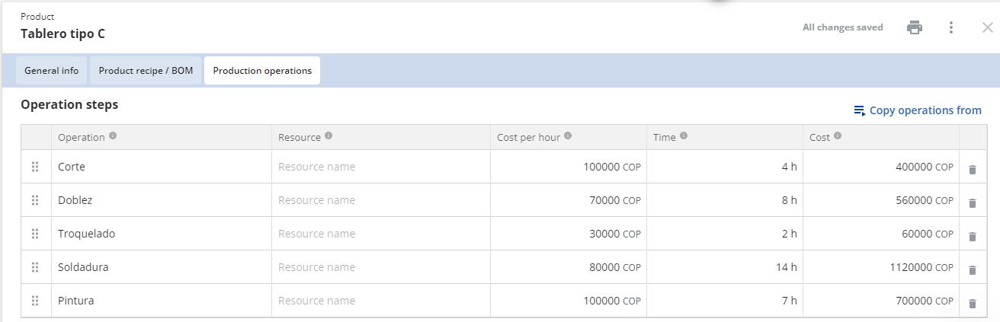 Product
Tablero tipo C
All changes saved
General info Product recipe / BOM Production operations
Operation steps
Copy operations from
Operation Resource Cost per hour Time Cost
Corte Resource name 100000 COP 4 h 400000 COP
Doblez Resource name 70000 COP 8 h 560000 COP
Troquelado Resource name 30000 COP 2 h 60000 COP
Soldadura Resource name 80000 COP 14 h 1120000 COP
Pintura Resource name 100000 COP 7 h 700000 COP